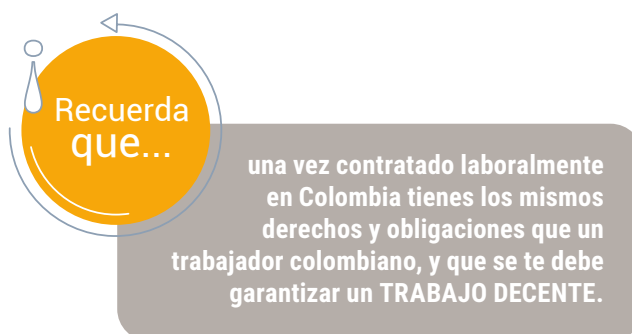 Recuerda
que...
una vez contratado laboralmente
en Colombia tienes los mismos
derechos y obligaciones que un
trabajador colombiano, y que se te debe
garantizar un TRABAJO DECENTE.